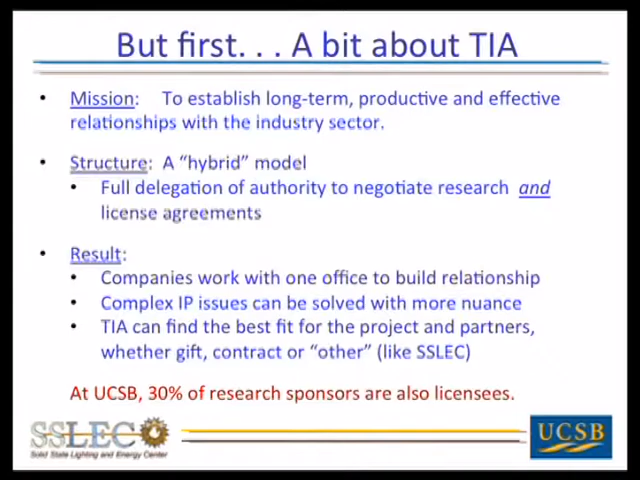 But first. . . A bit about TIA
• Mission: To establish long-term, productive and effective
relationships with the industry sector.
• Structure: A “hybrid” model
• Full delegation of authority to negotiate research and
license agreements
• Result:
• Companies work with one office to build relationship
• Complex IP issues can be solved with more nuance
• TIA can find the best fit for the project and partners,
whether gift, contract or “other” (like SSLEC)
At UCSB, 30% of research sponsors are also licensees.
SSLEC
Solid State Lighting and Energy Center
UCSB